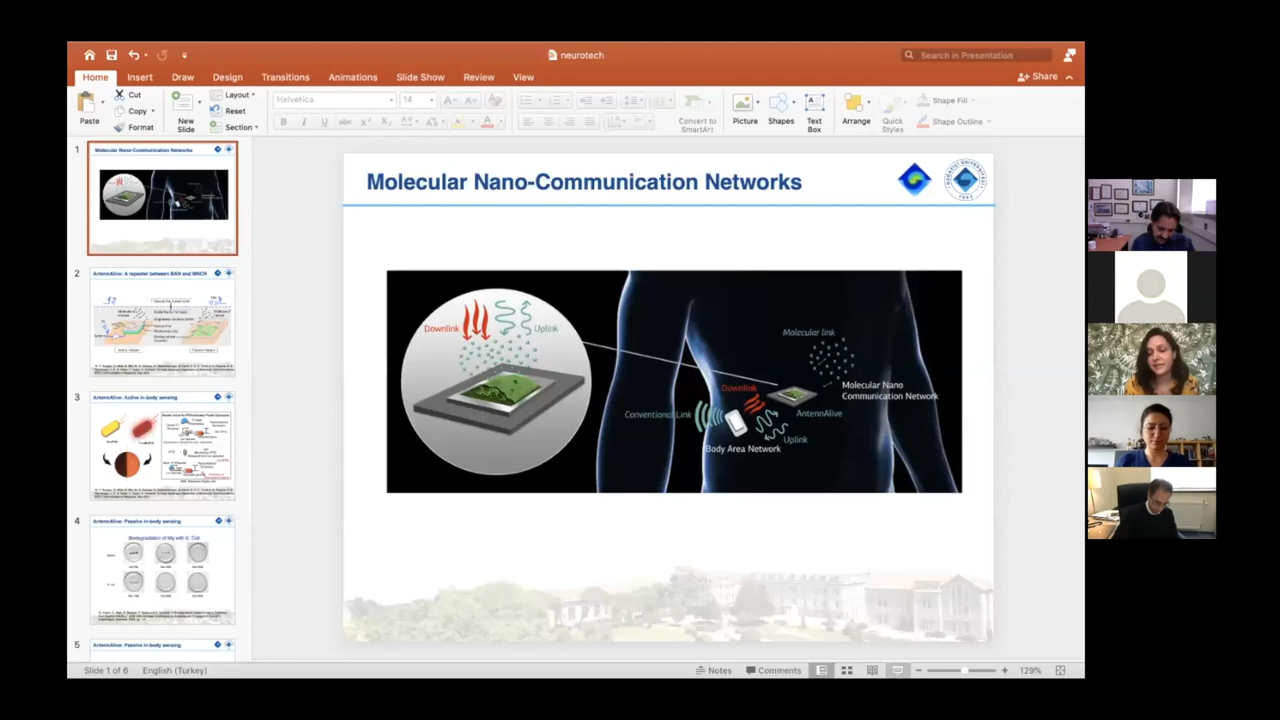 neurotech
Search in Presentation
Home Insert Draw Design Transitions Animations Slide Show Review View
Share
Paste
Cut
Copy
Format
New Slide
Layout
Reset
Section
Helvetica 14
Convert to SmartArt
Picture
Shapes
Text Box
Arrange
Quick Styles
Shape Fill
Shape Outline
1
Molecular Nano-Communication Networks
2
AntennAlive: A repeater between BAN and MNCN
3
AntennAlive: Active in-body sensing
4
AntennAlive: Passive in-body sensing
Biodegradation of Mg with E. Coli
5
AntennAlive: Passive in-body sensing
Molecular Nano-Communication Networks
Downlink
Uplink
Molecular link
Downlink
Molecular Nano
Communication Network
Conventional Link
AntennAlive
Uplink
Body Area Network
Slide 1 of 6 English (Turkey)
Notes Comments 129%